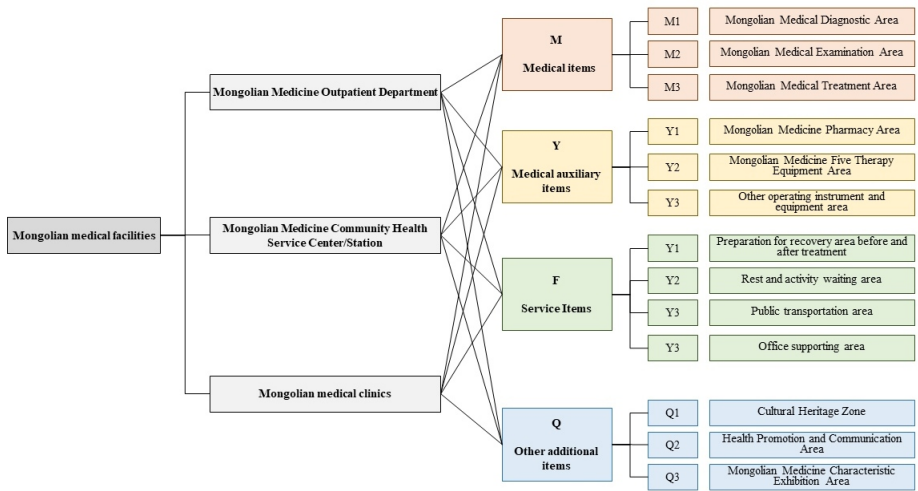 Mongolian medical facilities
Mongolian Medicine Outpatient Department
Mongolian Medicine Community Health
Service Center/Station
Mongolian medical clinics
M
Medical items
M1
Mongolian Medical Diagnostic Area
M2
Mongolian Medical Examination Area
M3
Mongolian Medical Treatment Area
Y
Medical auxiliary
items
Y1
Mongolian Medicine Pharmacy Area
Y2
Mongolian Medicine Five Therapy
Equipment Area
Y3
Other operating instrument and
equipment area
F
Service Items
Y1
Preparation for recovery area before and
after treatment
Y2
Rest and activity waiting area
Y3
Public transportation area
Y3
Office supporting area
Q
Other additional
items
Q1
Cultural Heritage Zone
Q2
Health Promotion and Communication
Area
Q3
Mongolian Medicine Characteristic
Exhibition Area